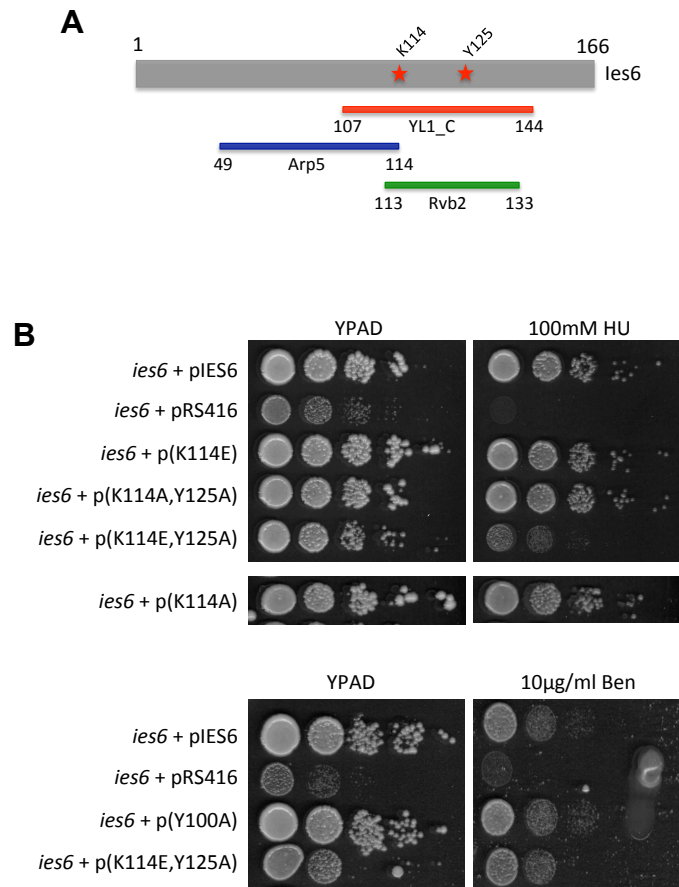 A
1
K114
Y125
166
Ies6
107
YL1_C
144
49
Arp5
114
113
Rvb2
133
B
YPAD
100mM HU
ies6 + pIES6
ies6 + pRS416
ies6 + p(K114E)
ies6 + p(K114A,Y125A)
ies6 + p(K114E,Y125A)
ies6 + p(K114A)
YPAD
10µg/ml Ben
ies6 + pIES6
ies6 + pRS416
ies6 + p(Y100A)
ies6 + p(K114E,Y125A)